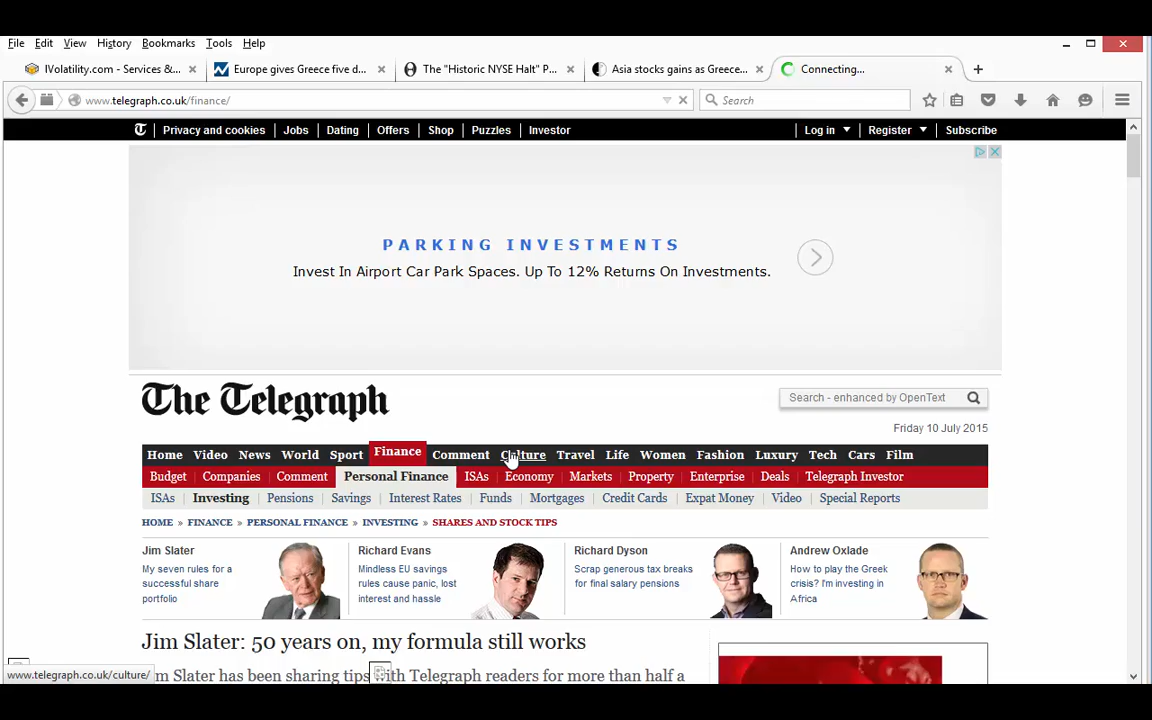 File Edit View History Bookmarks Tools Help
IVolatility.com - Services &... Europe gives Greece five d... The "Historic NYSE Halt" P... Asia stocks gains as Greece... Connecting...
www.telegraph.co.uk/finance/ Search
Privacy and cookies Jobs Dating Offers Shop Puzzles Investor Log in Register Subscribe
PARKING INVESTMENTS
Invest In Airport Car Park Spaces. Up To 12% Returns On Investments.
The Telegraph
Search - enhanced by OpenText
Friday 10 July 2015
Home Video News World Sport Finance Comment Culture Travel Life Women Fashion Luxury Tech Cars Film
Budget Companies Comment Personal Finance ISAs Economy Markets Property Enterprise Deals Telegraph Investor
ISAs Investing Pensions Savings Interest Rates Funds Mortgages Credit Cards Expat Money Video Special Reports
HOME » FINANCE » PERSONAL FINANCE » INVESTING » SHARES AND STOCK TIPS
Jim Slater
My seven rules for a
successful share
portfolio
Richard Evans
Mindless EU savings
rules cause panic, lost
interest and hassle
Richard Dyson
Scrap generous tax breaks
for final salary pensions
Andrew Oxlade
How to play the Greek
crisis? I'm investing in
Africa
Jim Slater: 50 years on, my formula still works
Slater has been sharing tips Telegraph readers for more than half a
www.telegraph.co.uk/culture/